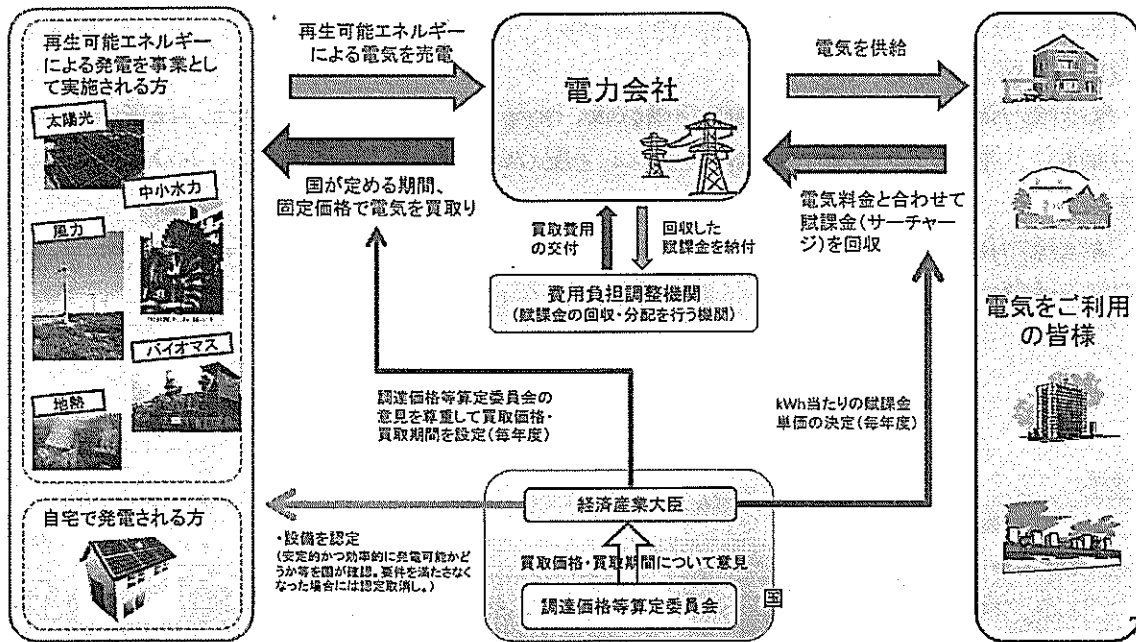 再生可能エネルギー
による発電を事業とし
て実施される方
太陽光
中小水力
風力
バイオマス
地熱
自宅で発電される方
再生可能エネルギー
による電気を売電
国が定める期間、
固定価格で電気を買取り
電力会社
買取費用
の交付
回収した
賦課金を納付
費用負担調整機関
(賦課金の回収・分配を行う機関)
電気を供給
電気料金と合わせて
賦課金(サーチャー
ジ)を回収
電気をご利用
の皆様
調達価格等算定委員会の
意見を尊重して買取価格・
買取期間を設定(毎年度)
kWh当たりの賦課金
単価の決定(毎年度)
経済産業大臣
・設備を認定
(安定的かつ効率的に発電可能かど
うか等を国が確認。要件を満たさなく
なった場合には認定取消し。)
買取価格・買取期間について意見
調達価格等算定委員会
国
7